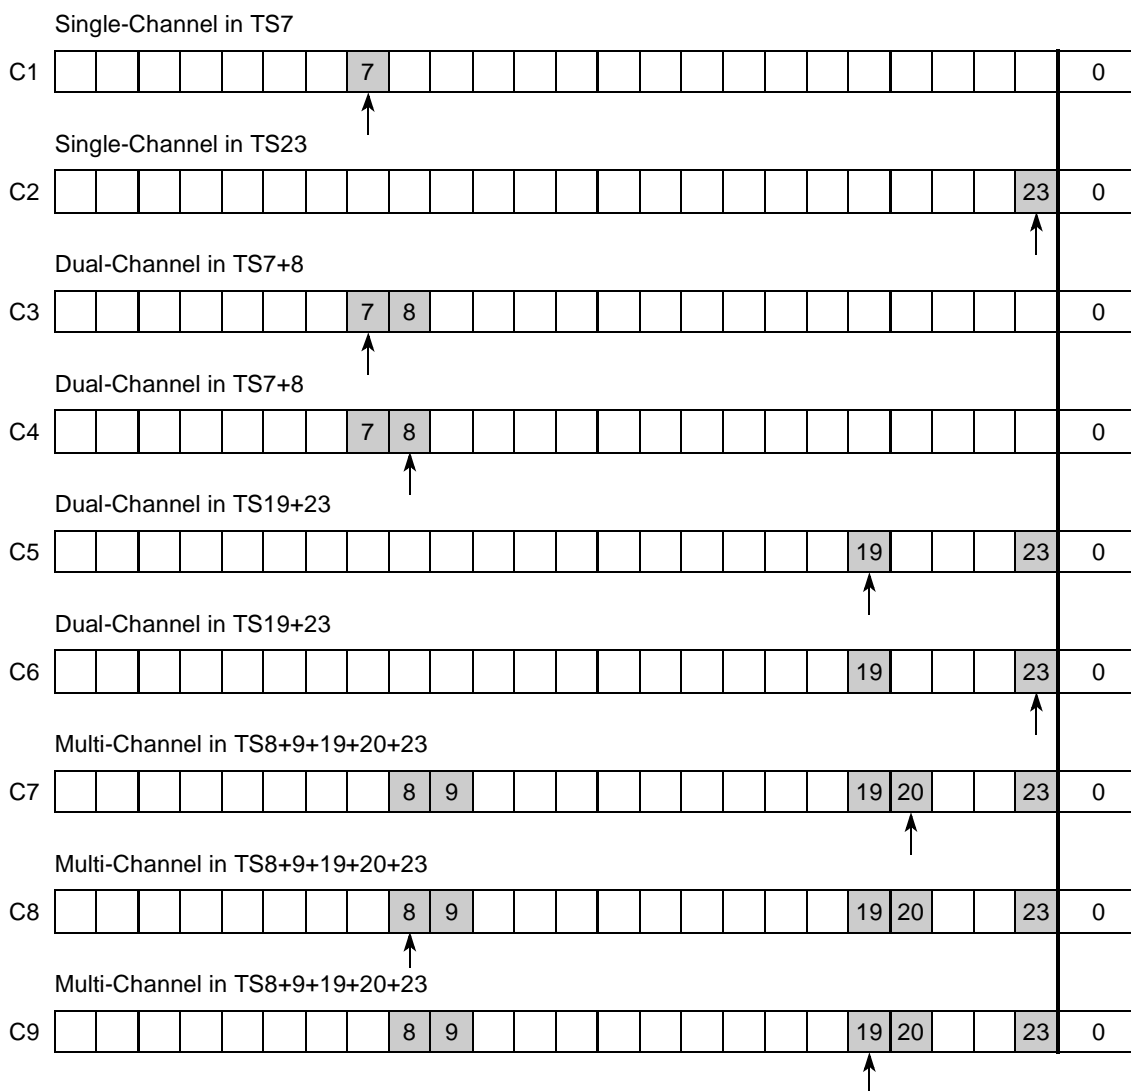 Single-Channel in TS7
C1 7 0
Single-Channel in TS23
C2 23 0
Dual-Channel in TS7+8
C3 7 8 0
Dual-Channel in TS7+8
C4 7 8 0
Dual-Channel in TS19+23
C5 19 23 0
Dual-Channel in TS19+23
C6 19 23 0
Multi-Channel in TS8+9+19+20+23
C7 8 9 19 20 23 0
Multi-Channel in TS8+9+19+20+23
C8 8 9 19 20 23 0
Multi-Channel in TS8+9+19+20+23
C9 8 9 19 20 23 0